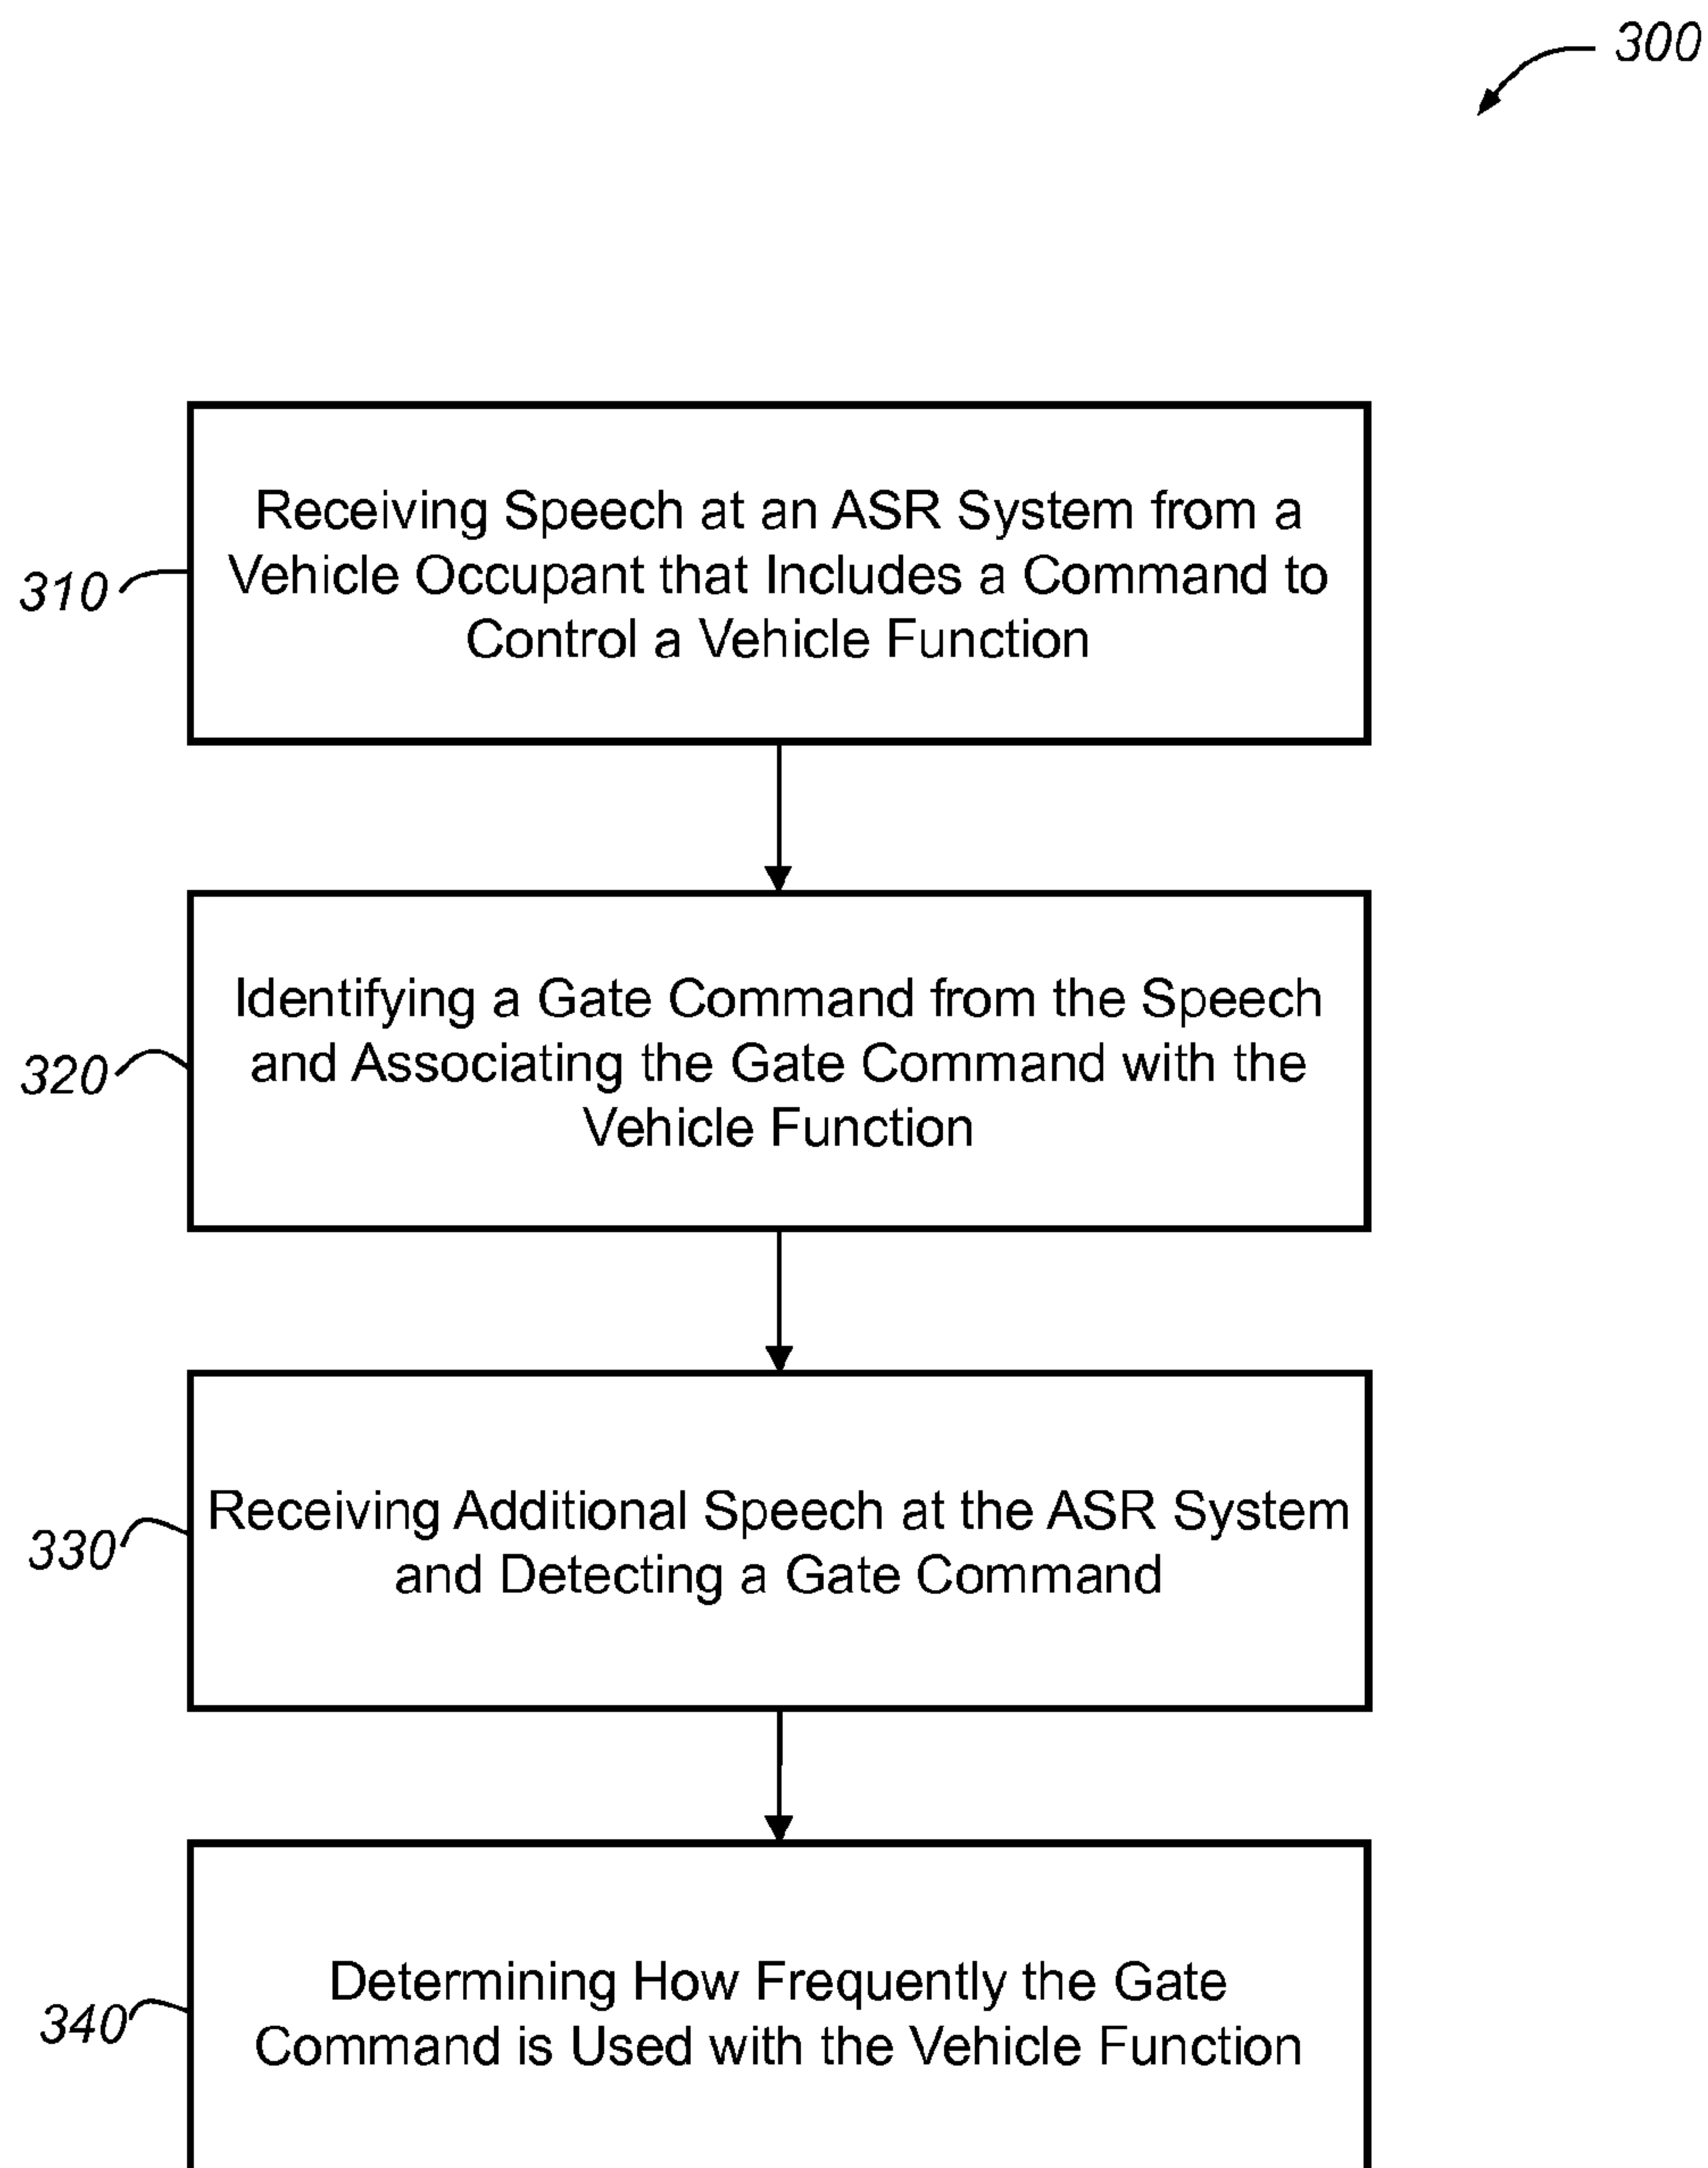 300
Receiving Speech at an ASR System from a
Vehicle Occupant that Includes a Command to
Control a Vehicle Function
310
Identifying a Gate Command from the Speech
and Associating the Gate Command with the
Vehicle Function
320
Receiving Additional Speech at the ASR System
and Detecting a Gate Command
330
Determining How Frequently the Gate
Command is Used with the Vehicle Function
340